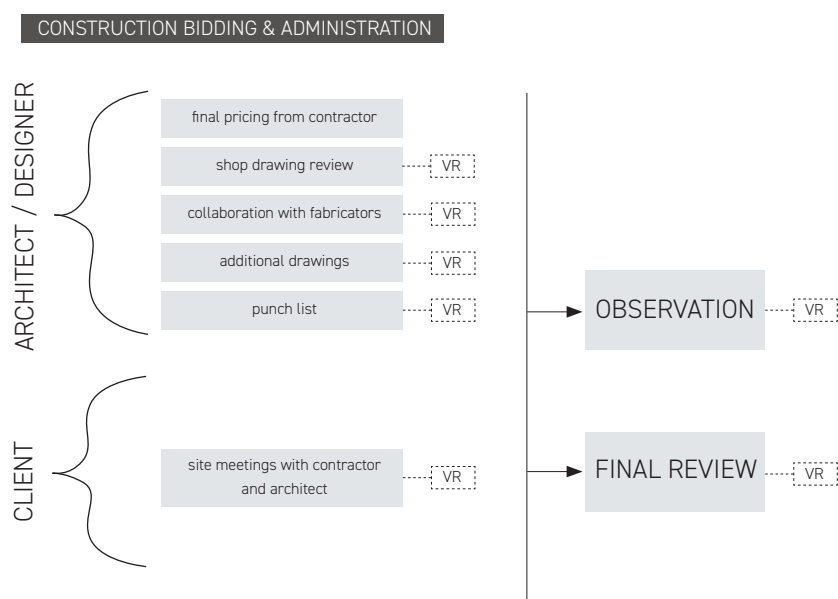 CONSTRUCTION BIDDING & ADMINISTRATION
ARCHITECT / DESIGNER
final pricing from contractor
shop drawing review
VR
collaboration with fabricators
VR
additional drawings
VR
punch list
VR
CLIENT
site meetings with contractor
and architect
VR
OBSERVATION
VR
FINAL REVIEW
VR